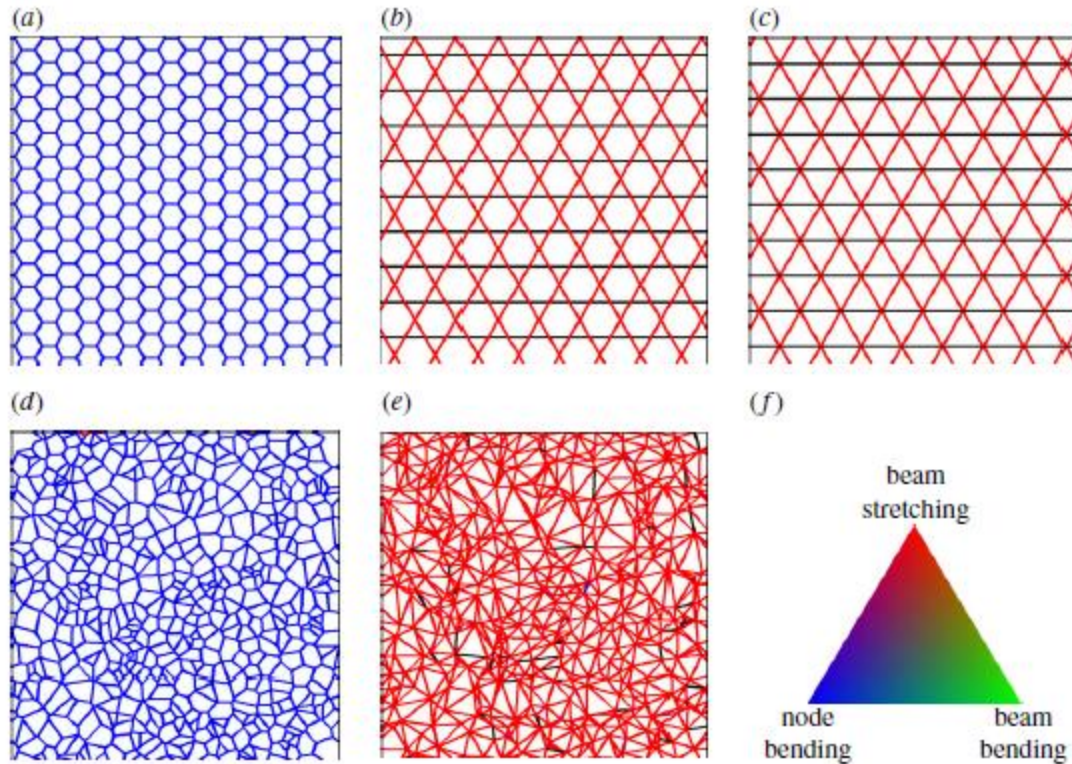 (a)
(b)
(c)
(d)
(e)
(f)
beam
stretching
node
bending
beam
bending